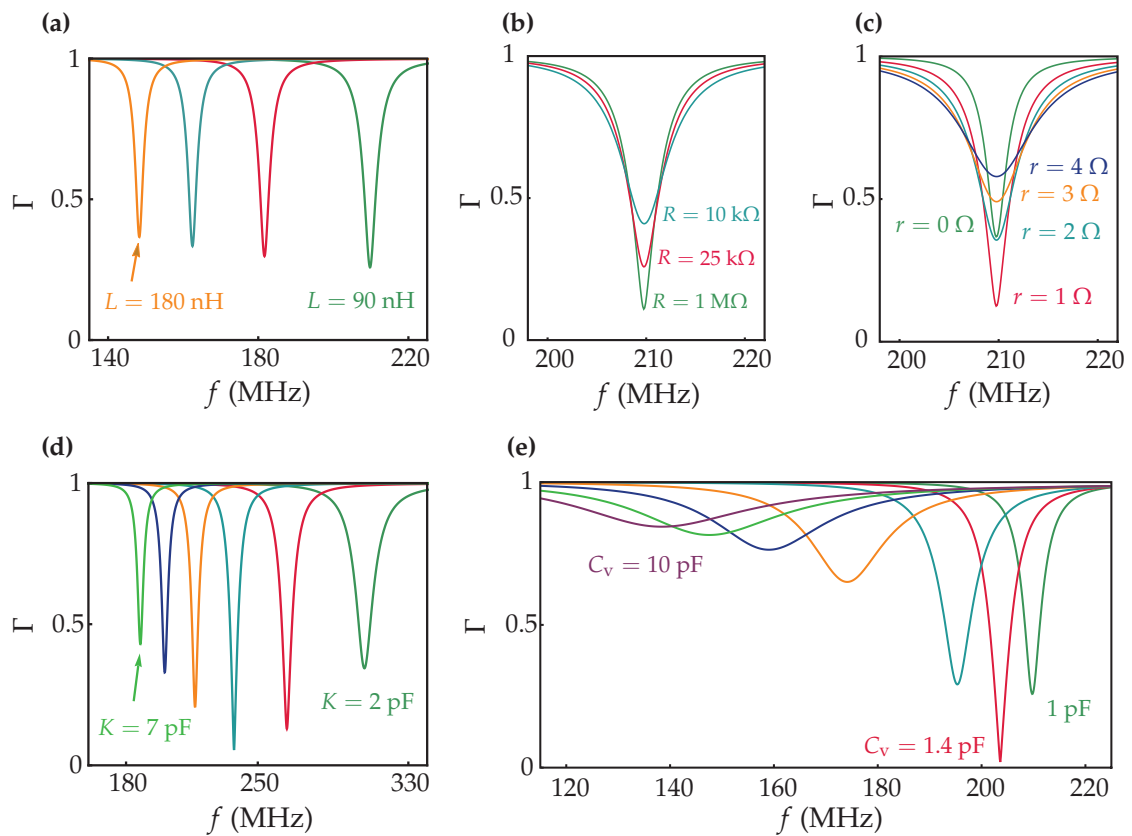 (a)
1
0.5
0
Γ
L = 180 nH
L = 90 nH
140
180
220
f (MHz)
(b)
1
0.5
0
Γ
R = 10 kΩ
R = 25 kΩ
R = 1 MΩ
200
210
220
f (MHz)
(c)
1
0.5
0
Γ
r = 4 Ω
r = 3 Ω
r = 0 Ω
r = 2 Ω
r = 1 Ω
200
210
220
f (MHz)
(d)
1
0.5
0
Γ
K = 2 pF
K = 7 pF
180
250
330
f (MHz)
(e)
1
0.5
0
Γ
Cv = 10 pF
1 pF
Cv = 1.4 pF
120
140
160
180
200
220
f (MHz)